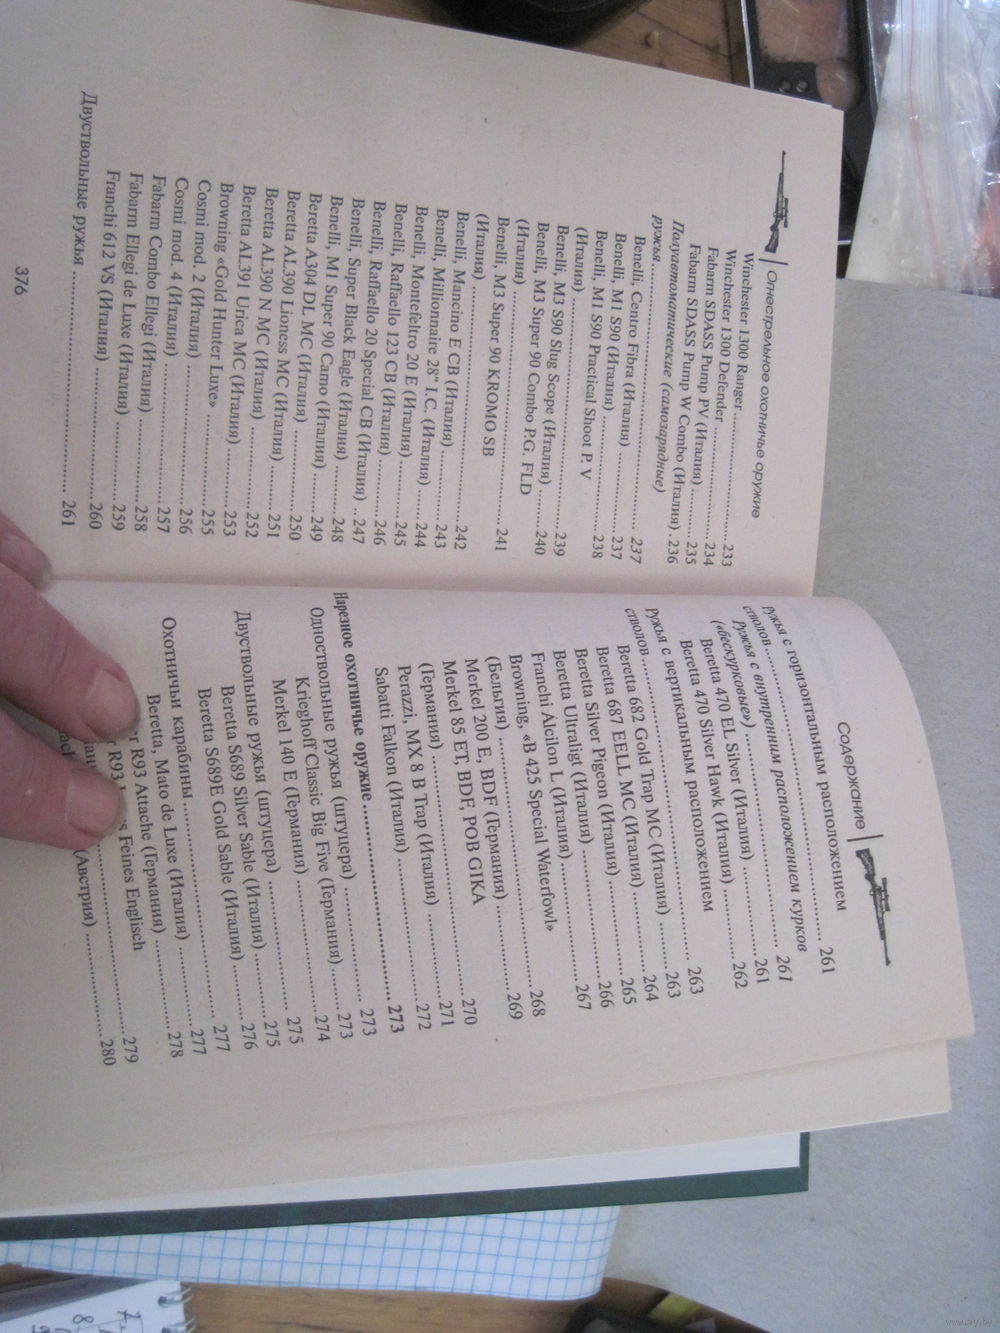 Огнестрельное охотничье оружие
Winchester 1300 Ranger ........ 233
Winchester 1300 Defender ........ 234
Fabarm SDASS Pump PV (Италия) ........ 235
Fabarm SDASS Pump W Combo (Италия) . 236
Полуавтоматические (самозарядные)
ружья ........ 237
Benelli, Centro Fibra (Италия) ........ 237
Benelli, M1 S90 (Италия) ........ 237
Benelli, M1 S90 Practical Shoot P. V
(Италия) ........ 238
Benelli, M3 S90 Slug Scope (Италия) ........ 239
Benelli, M3 Super 90 Combo P.G. FLD
(Италия) ........ 240
Benelli, M3 Super 90 KROMO SB
(Италия) ........ 241
Benelli, Mancino E CB (Италия) ........ 242
Benelli, Millionnaire 28" I.C. (Италия) ........ 243
Benelli, Montefeltro 20 E (Италия) ........ 244
Benelli, Raffaello 123 CB (Италия) ........ 245
Benelli, Raffaello 20 Special CB (Италия) ........ 246
Benelli, Super Black Eagle (Италия) .. 247
Benelli, M1 Super 90 Camo (Италия) ........ 248
Beretta A304 DL MC (Италия) ........ 249
Beretta AL390 Lioness MC (Италия) ........ 250
Beretta AL390 N MC (Италия) ........ 251
Beretta AL391 Urica MC (Италия) ........ 252
Browning «Gold Hunter Luxe» ........ 253
Cosmi mod. 2 (Италия) ........ 255
Cosmi mod. 4 (Италия) ........ 256
Fabarm Combo Ellegi (Италия) ........ 257
Fabarm Ellegi de Luxe (Италия) ........ 258
Franchi 612 VS (Италия) ........ 259
260
Двуствольные ружья ........ 261
376
Содержание
ружья с горизонтальным расположением
стволов ........ 261
Ружья с внутренним расположением курков
(«бескурковые») ........ 261
Beretta 470 EL Silver (Италия) ........ 261
Beretta 470 Silver Hawk (Италия) ........ 262
ружья с вертикальным расположением
стволов ........ 263
Beretta 682 Gold Trap MC (Италия) ........ 263
Beretta 687 EELL MC (Италия) ........ 264
Beretta Silver Pigeon (Италия) ........ 265
Beretta Ultraligt (Италия) ........ 266
Franchi Alcilon L (Италия) ........ 267
Browning, «B 425 Special Waterfowl»
(Бельгия) ........ 268
Merkel 200 E, BDF (Германия) ........ 269
Merkel 85 ET, BDF, POB GIKA
(Германия) ........ 270
Perazzi, MX 8 B Trap (Италия) ........ 271
Sabatti Falkon (Италия) ........ 272
Нарезное охотничье оружие ........ 273
Одноствольные ружья (штуцера) ........ 273
Krieghoff Classic Big Five (Германия) .. 273
Merkel 140 E (Германия) ........ 274
Двуствольные ружья (штуцера) ........ 275
Beretta S689 Silver Sable (Италия) ........ 275
Beretta S689E Gold Sable (Италия) ........ 276
Охотничьи карабины ........ 277
Beretta, Mato de Luxe (Италия) ........ 277
R93 Attache (Германия) ........ 278
R93 Feines Englisch
........ 279
(Австрия) ........ 280
www.ay.by